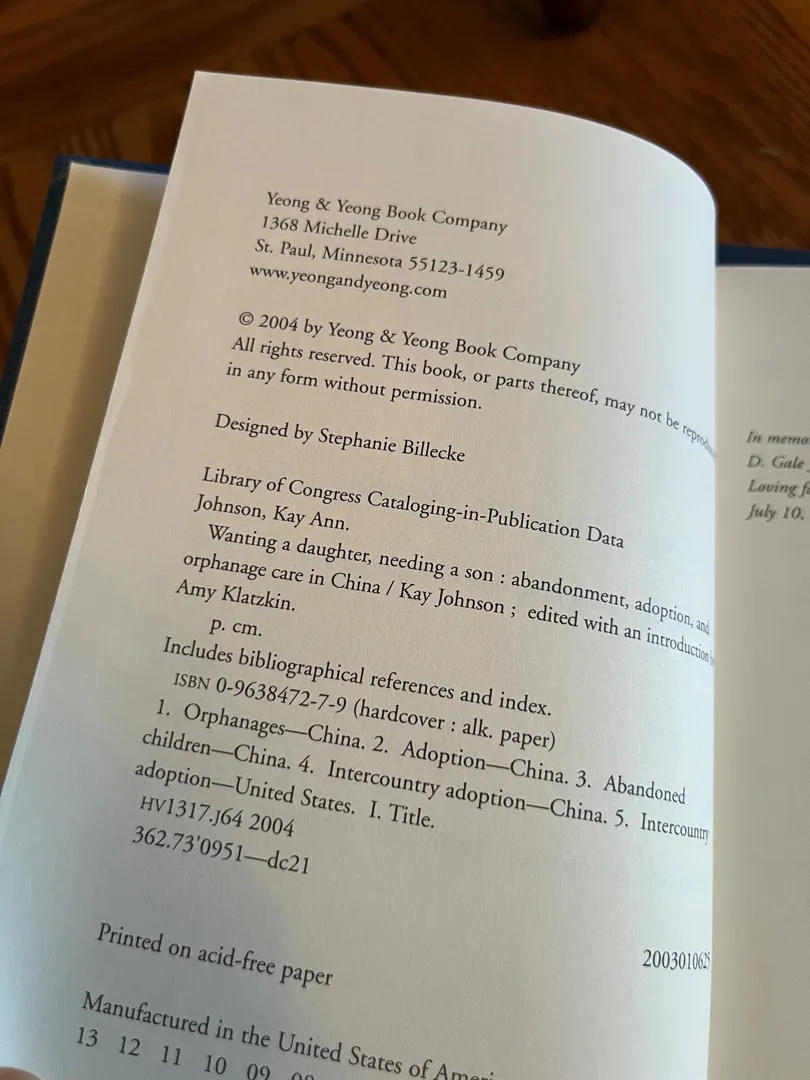 Yeong & Yeong Book Company
1368 Michelle Drive
St. Paul, Minnesota 55123-1459
www.yeongandyeong.com
© 2004 by Yeong & Yeong Book Company
All rights reserved. This book, or parts thereof, may not be
in any form without permission.
Designed by Stephanie Billecke
Library of Congress Cataloging-in-Publication Data
Johnson, Kay Ann.
Wanting a daughter, needing a son : abandonment, adoption, and
orphanage care in China / Kay Johnson ; edited with an introduction
Amy Klatzkin.
p. cm.
Includes bibliographical references and index.
ISBN 0-9638472-7-9 (hardcover : alk. paper)
1. Orphanages—China. 2. Adoption—China. 3. Abandoned
children—China. 4. Intercountry adoption—China. 5. Intercountry
adoption—United States. I. Title.
HV1317.J64 2004
362.73'0951—dc21
2003010625
Printed on acid-free paper
Manufactured in the United States of Ameri
13 12 11 10 09
In memo
D. Gale
Loving f
July 10,